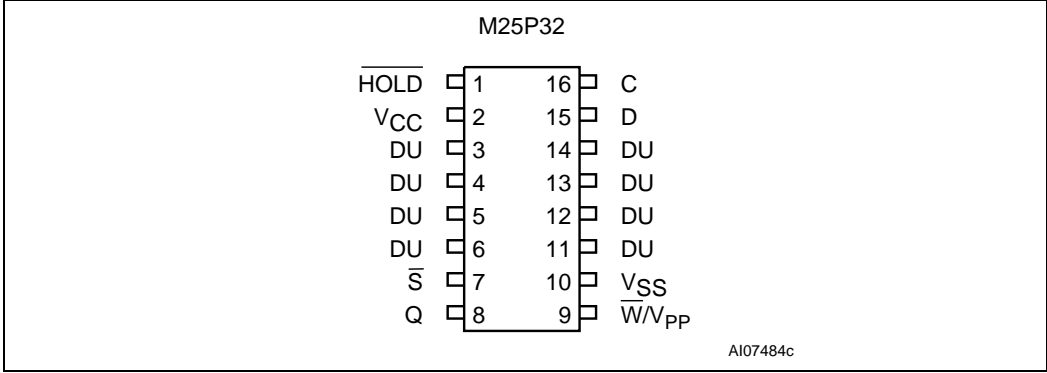 M25P32
HOLD 1 16 C
VCC 2 15 D
DU 3 14 DU
DU 4 13 DU
DU 5 12 DU
DU 6 11 DU
S 7 10 VSS
Q 8 9 W/VPP
AI07484c